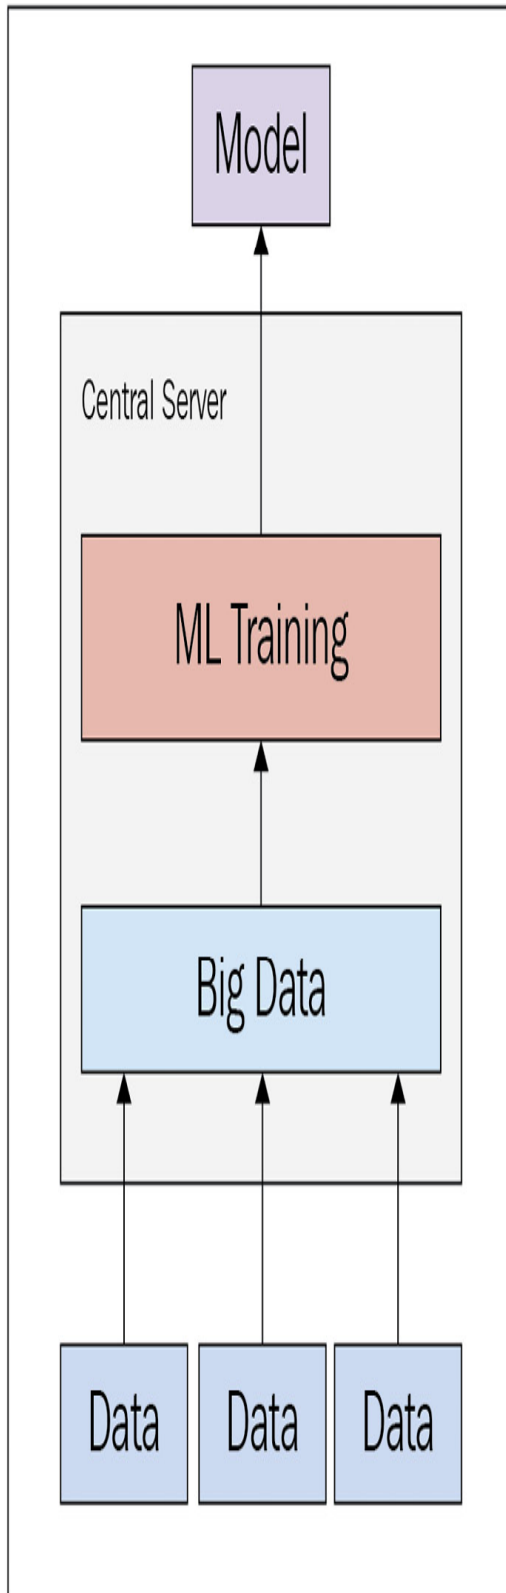 Model
Central Server
ML Training
Big Data
Data
Data
Data